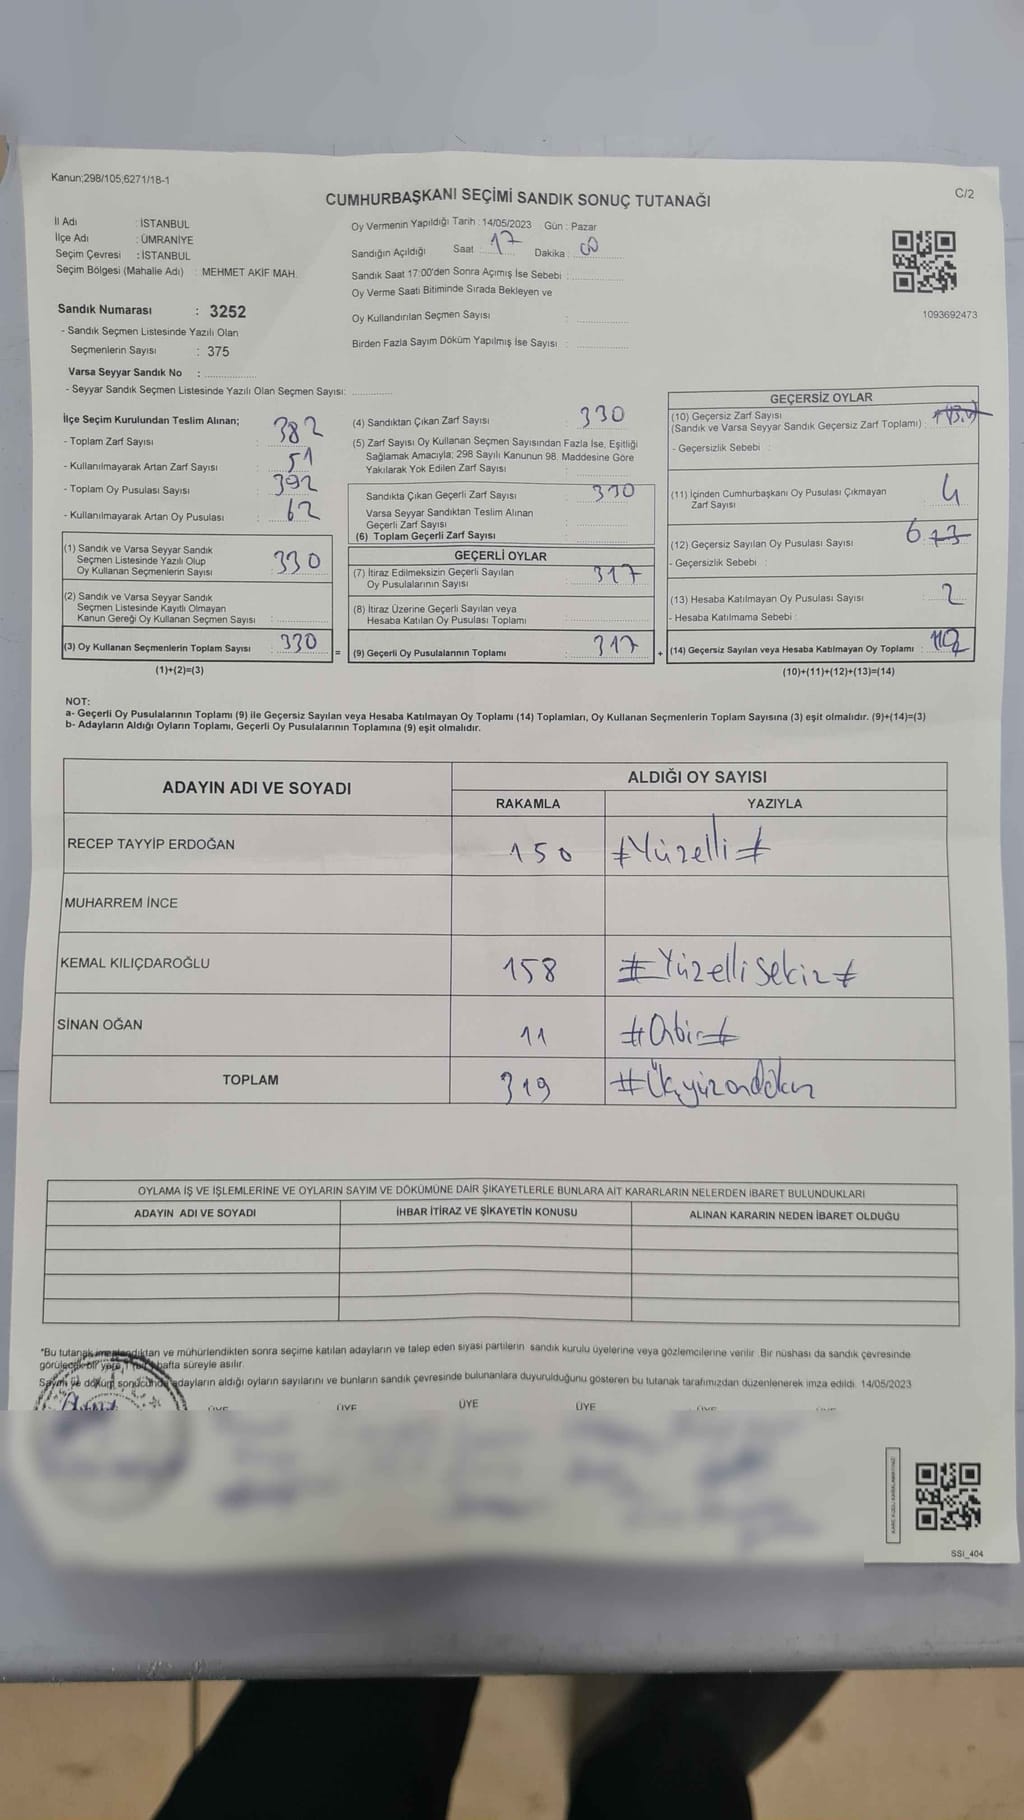 Kanun;298/105,6271/18-1
C/2
CUMHURBAŞKANI SEÇİMİ SANDIK SONUÇ TUTANAĞI
İl Adı : İSTANBUL
İlçe Adı : ÜMRANİYE
Seçim Çevresi : İSTANBUL
Seçim Bölgesi (Mahalle Adı) : MEHMET AKİF MAH.
Oy Vermenin Yapıldığı Tarih : 14/05/2023 Gün : Pazar
Sandığın Açıldığı Saat : 17 Dakika :
Sandık Saat 17:00'den Sonra Açımış İse Sebebi :
Oy Verme Saati Bitiminde Sırada Bekleyen ve
Oy Kullandırılan Seçmen Sayısı :
Birden Fazla Sayım Döküm Yapılmış İse Sayısı :
1093692473
Sandık Numarası : 3252
- Sandık Seçmen Listesinde Yazılı Olan
Seçmenlerin Sayısı : 375
Varsa Seyyar Sandık No :
- Seyyar Sandık Seçmen Listesinde Yazılı Olan Seçmen Sayısı:
İlçe Seçim Kurulundan Teslim Alınan;
- Toplam Zarf Sayısı : 382
- Kullanılmayarak Artan Zarf Sayısı : 51
- Toplam Oy Pusulası Sayısı : 392
- Kullanılmayarak Artan Oy Pusulası : 62
(1) Sandık ve Varsa Seyyar Sandık
Seçmen Listesinde Yazılı Olup
Oy Kullanan Seçmenlerin Sayısı : 330
(2) Sandık ve Varsa Seyyar Sandık
Seçmen Listesinde Kayıtlı Olmayan
Kanun Gereği Oy Kullanan Seçmen Sayısı :
(3) Oy Kullanan Seçmenlerin Toplam Sayısı : 330
(1)+(2)=(3)
(4) Sandıktan Çıkan Zarf Sayısı : 330
(5) Zarf Sayısı Oy Kullanan Seçmen Sayısından Fazla İse, Eşitliği
Sağlamak Amacıyla; 298 Sayılı Kanunun 98. Maddesine Göre
Yakılarak Yok Edilen Zarf Sayısı :
Sandıkta Çıkan Geçerli Zarf Sayısı : 330
Varsa Seyyar Sandıktan Teslim Alınan
Geçerli Zarf Sayısı :
(6) Toplam Geçerli Zarf Sayısı :
GEÇERLİ OYLAR
(7) İtiraz Edilmeksizin Geçerli Sayılan
Oy Pusulalarının Sayısı : 317
(8) İtiraz Üzerine Geçerli Sayılan veya
Hesaba Katılan Oy Pusulası Toplamı :
= (9) Geçerli Oy Pusulalarının Toplamı : 317
GEÇERSİZ OYLAR
(10) Geçersiz Zarf Sayısı
(Sandık ve Varsa Seyyar Sandık Geçersiz Zarf Toplamı) :
- Geçersizlik Sebebi :
(11) İçinden Cumhurbaşkanı Oy Pusulası Çıkmayan
Zarf Sayısı : 4
(12) Geçersiz Sayılan Oy Pusulası Sayısı : 6
- Geçersizlik Sebebi :
(13) Hesaba Katılmayan Oy Pusulası Sayısı : 2
- Hesaba Katılmama Sebebi :
+ (14) Geçersiz Sayılan veya Hesaba Katılmayan Oy Toplamı :
(10)+(11)+(12)+(13)=(14)
NOT:
a- Geçerli Oy Pusulalarının Toplamı (9) ile Geçersiz Sayılan veya Hesaba Katılmayan Oy Toplamı (14) Toplamları, Oy Kullanan Seçmenlerin Toplam Sayısına (3) eşit olmalıdır. (9)+(14)=(3)
b- Adayların Aldığı Oyların Toplamı, Geçerli Oy Pusulalarının Toplamına (9) eşit olmalıdır.
ADAYIN ADI VE SOYADI
ALDIĞI OY SAYISI
RAKAMLA YAZIYLA
RECEP TAYYİP ERDOĞAN 150 #Yüzelli#
MUHARREM İNCE
KEMAL KILIÇDAROĞLU 158 #Yüzelli sekiz#
SİNAN OĞAN 11 #Onbir#
TOPLAM 319 #Üçyüzondokuz
OYLAMA İŞ VE İŞLEMLERİNE VE OYLARIN SAYIM VE DÖKÜMÜNE DAİR ŞİKAYETLERLE BUNLARA AİT KARARLARIN NELERDEN İBARET BULUNDUKLARI
ADAYIN ADI VE SOYADI İHBAR İTİRAZ VE ŞİKAYETİN KONUSU ALINAN KARARIN NEDEN İBARET OLDUĞU
*Bu tutanak imzalandıktan ve mühürlendikten sonra seçime katılan adayların ve talep eden siyasi partilerin sandık kurulu üyelerine veya gözlemcilerine verilir. Bir nüshası da sandık çevresinde
görülecek bir yere 1 (bir) hafta süreyle asılır.
Sayım ve döküm sonucunda adayların aldığı oyların sayılarını ve bunların sandık çevresinde bulunanlara duyurulduğunu gösteren bu tutanak tarafımızdan düzenlenerek imza edildi. 14/05/2023
ÜYE ÜYE ÜYE ÜYE ÜYE
SSI_404